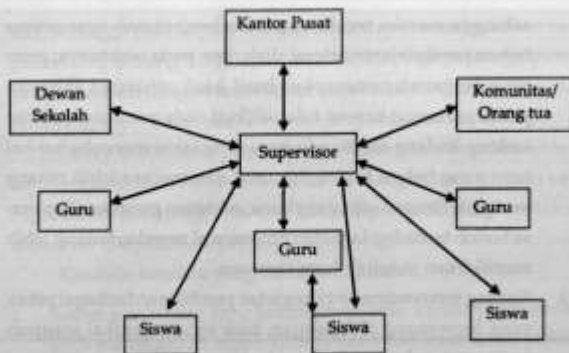 Kantor Pusat
Dewan
Sekolah
Komunitas/
Orang tua
Supervisor
Guru
Guru
Guru
Siswa
Siswa
Siswa